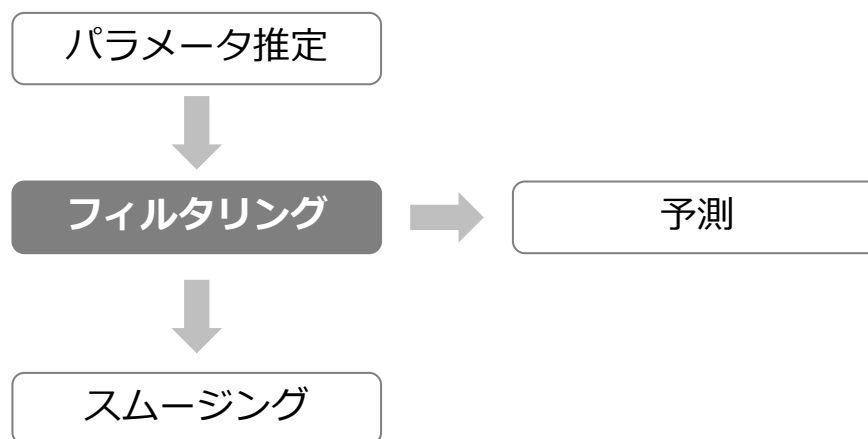 パラメータ推定
フィルタリング
予測
スムージング